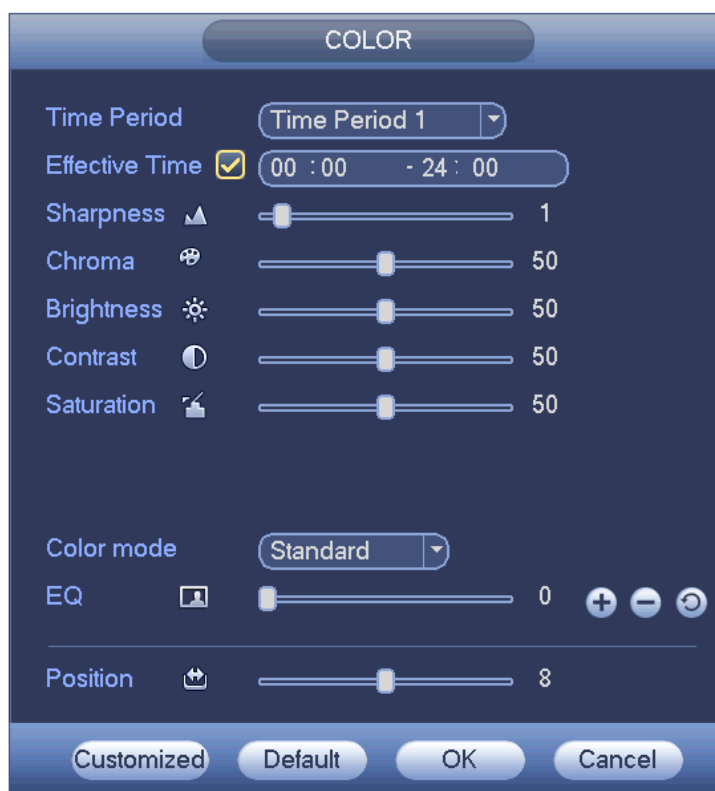 COLOR
Time Period Time Period 1
Effective Time 00 :00 - 24 : 00
Sharpness 1
Chroma 50
Brightness 50
Contrast 50
Saturation 50
Color mode Standard
EQ 0
Position 8
Customized Default OK Cancel